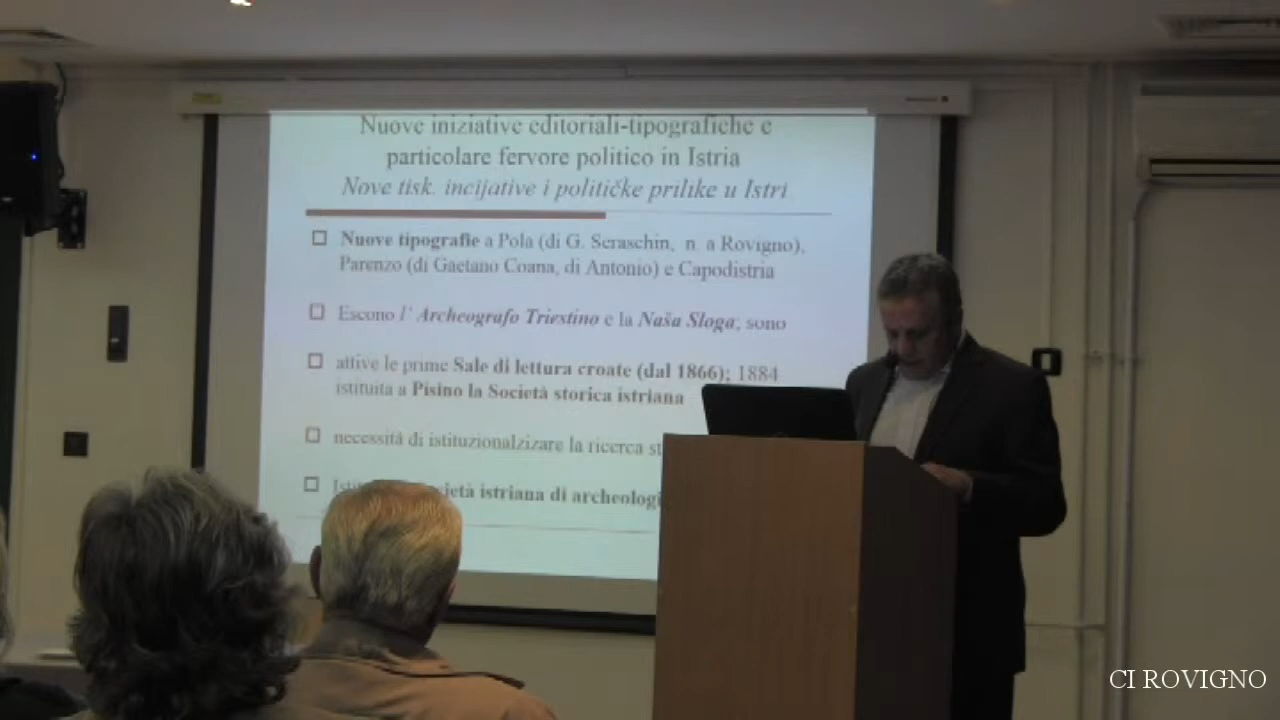 Nuove iniziative editoriali-tipografiche e
particolare fervore politico in Istria
Nove tisk. incijative i političke prilike u Istri
Nuove tipografie a Pola (di G. Seraschin, n. a Rovigno),
Parenzo (di Gaetano Coana, di Antonio) e Capodistria
Escono l' Archeografo Triestino e la Naša Sloga; sono
attive le prime Sale di lettura croate (dal 1866); 1884
istituita a Pisino la Società storica istriana
necessità di istituzionalzizare la ricerca
istriana di archeologi
CI ROVIGNO